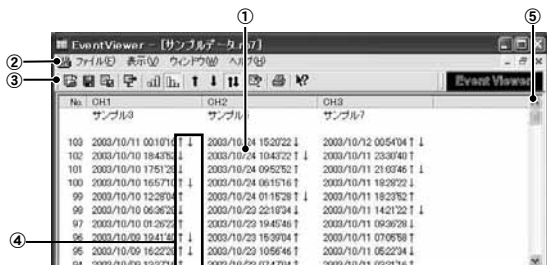 ① ⑤
EventViewer - [サンプルデータ.rp7]
② ファイル(F) 表示(V) ウィンドウ(W) ヘルプ(H)
③ Event Viewer
No. CH1 CH2 CH3
サンプル3 サンプル サンプル7
103 2003/10/11 00:10'16 ↑ ↓ 2003/10/24 15:20'22 ↓ 2003/10/12 00:54'04 ↑ ↓
102 2003/10/10 18:43'52 ↓ 2003/10/24 10:43'22 ↑ ↓ 2003/10/11 23:30'40 ↑
101 2003/10/10 17:51'28 ↓ 2003/10/24 09:52'52 ↑ 2003/10/11 21:03'46 ↑ ↓
100 2003/10/10 16:57'10 ↑ ↓ 2003/10/24 06:15'16 ↑ 2003/10/11 18:29'22 ↓
99 2003/10/10 12:28'04 ↑ 2003/10/24 01:15'28 ↑ ↓ 2003/10/11 18:23'52 ↑
98 2003/10/10 06:36'28 ↓ 2003/10/23 22:18'34 ↓ 2003/10/11 14:21'22 ↑ ↓
97 2003/10/10 01:26'22 ↑ 2003/10/23 19:45'46 ↑ 2003/10/11 09:36'28 ↓
96 2003/10/09 19:41'40 ↑ ↓ 2003/10/23 15:39'04 ↑ 2003/10/11 07:05'58 ↑
④ 95 2003/10/09 16:22'28 ↑ ↓ 2003/10/23 10:56'46 ↑ 2003/10/11 05:22'34 ↓
94